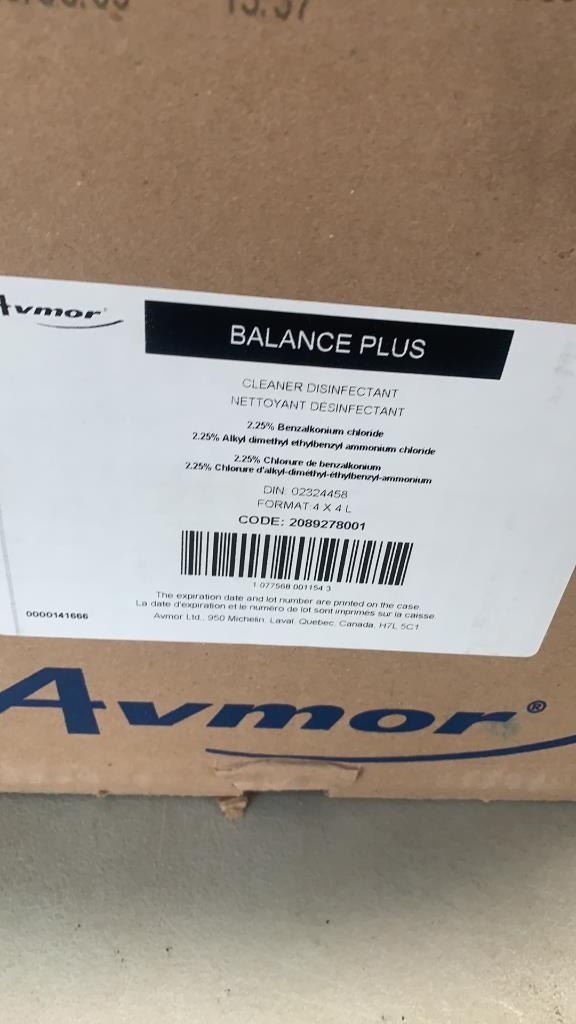 Avmor
BALANCE PLUS
CLEANER DISINFECTANT
NETTOYANT DÉSINFECTANT
2.25% Benzalkonium chloride
2.25% Alkyl dimethyl ethylbenzyl ammonium chloride
2.25% Chlorure de benzalkonium
2.25% Chlorure d'alkyl-diméthyl-éthylbenzyl-ammonium
DIN: 02324458
FORMAT:4 X 4 L
CODE: 2089278001
1 077568 001154 3
The expiration date and lot number are printed on the case.
La date d'expiration et le numéro de lot sont imprimés sur la caisse.
0000141666
Avmor Ltd., 950 Michelin, Laval, Quebec, Canada, H7L 5C1
Avmor®